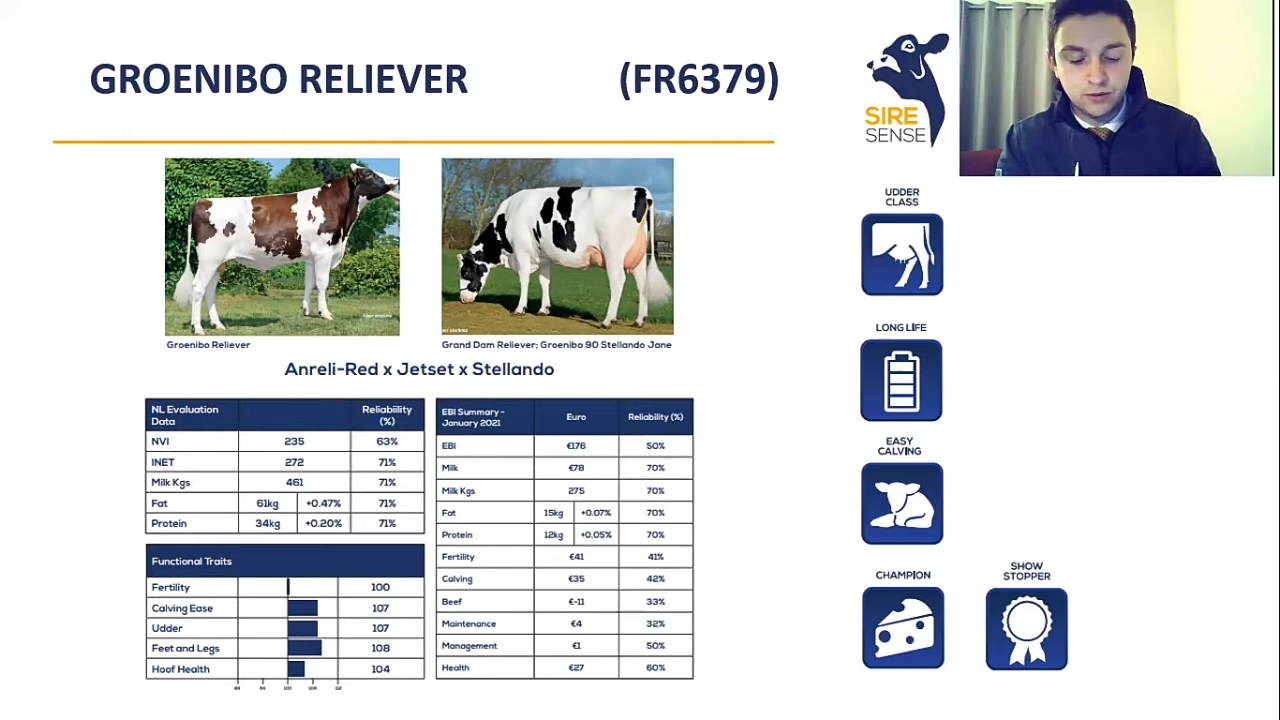 GROENIBO RELIEVER (FR6379)
SIRE
SENSE
Groenibo Reliever
Grand Dam Reliever; Groenibo 90 Stellando Jane
Anreli-Red x Jetset x Stellando
NL Evaluation Data Reliability (%)
NVI 235 63%
INET 272 71%
Milk Kgs 461 71%
Fat 61kg +0.47% 71%
Protein 34kg +0.20% 71%
Functional Traits
Fertility 100
Calving Ease 107
Udder 107
Feet and Legs 108
Hoof Health 104
EBI Summary - January 2021 Euro Reliability (%)
EBI €176 50%
Milk €78 70%
Milk Kgs 275 70%
Fat 15kg +0.07% 70%
Protein 12kg +0.05% 70%
Fertility €41 41%
Calving €35 42%
Beef €-11 33%
Maintenance €4 32%
Management €1 50%
Health €27 60%
UDDER
CLASS
LONG LIFE
EASY
CALVING
CHAMPION
SHOW
STOPPER